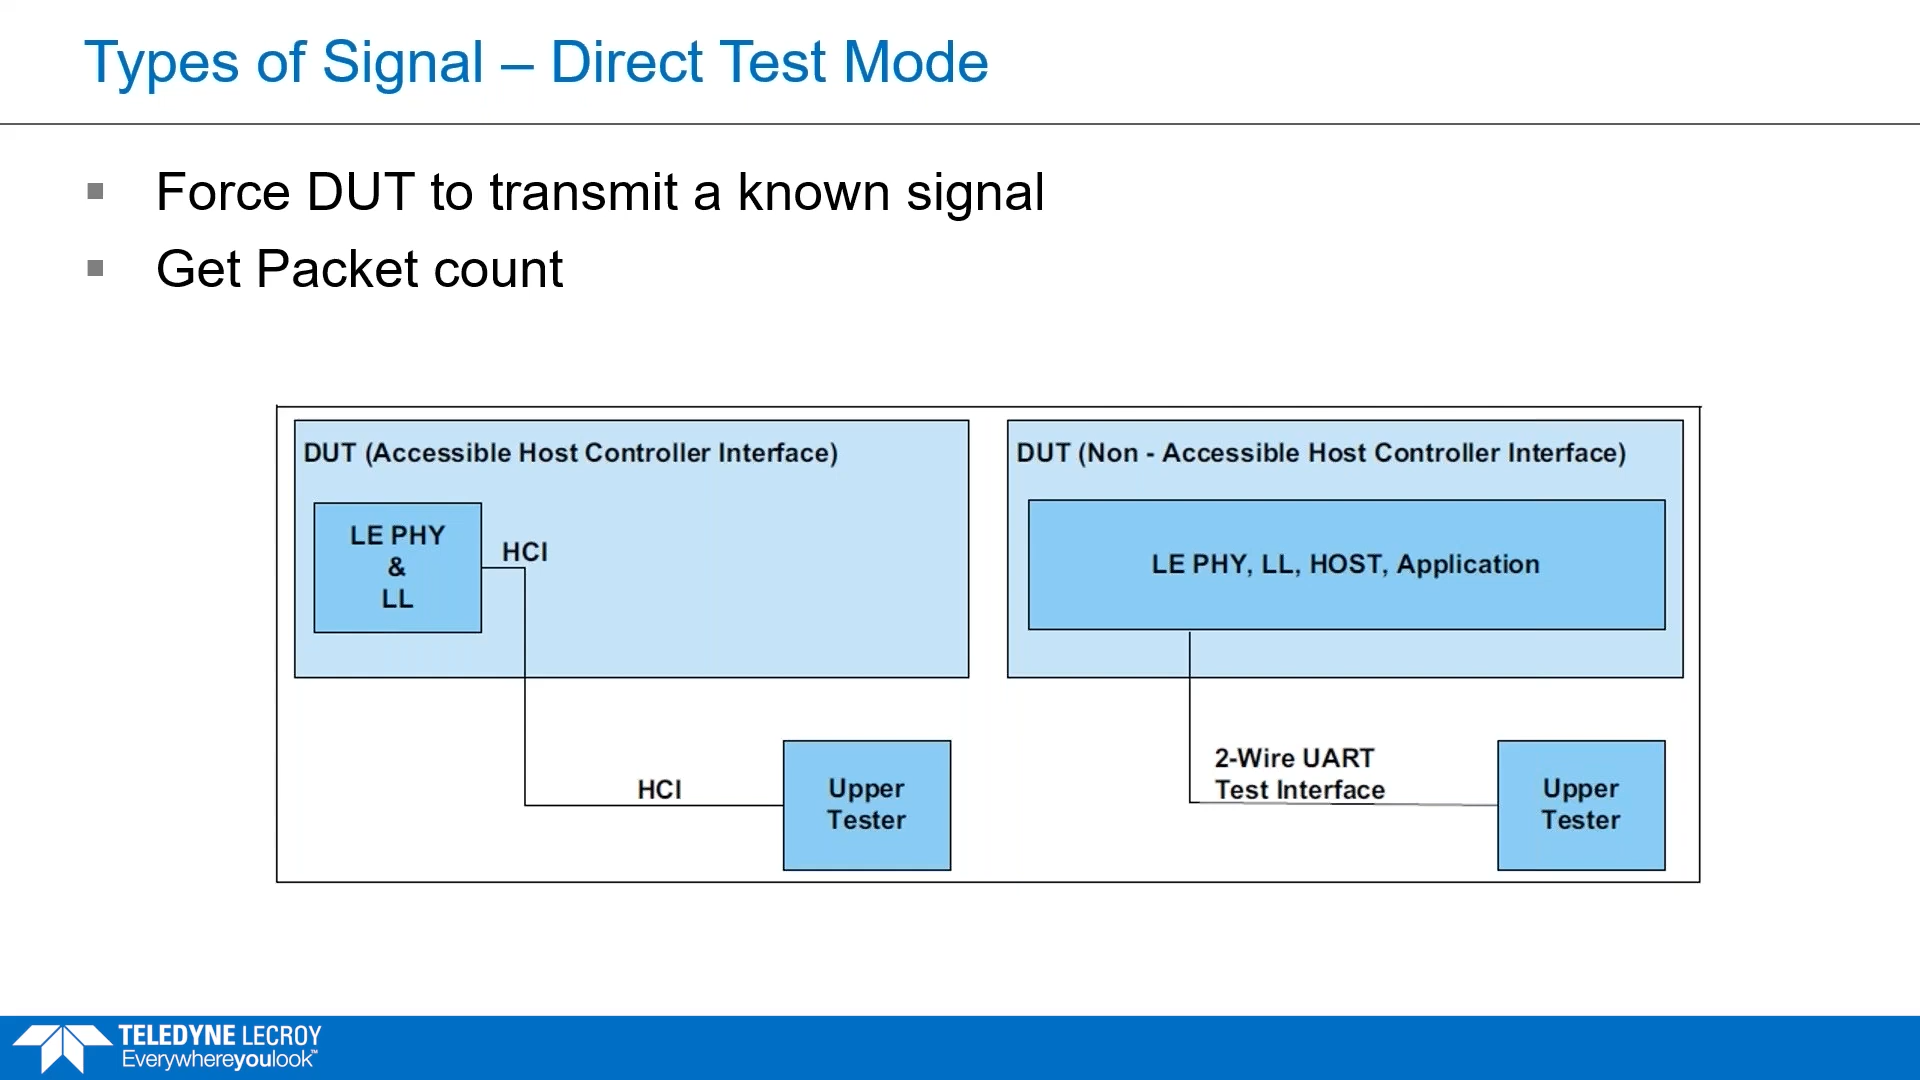 Types of Signal – Direct Test Mode
▪ Force DUT to transmit a known signal
▪ Get Packet count
DUT (Accessible Host Controller Interface)
LE PHY
&
LL
HCI
HCI
Upper
Tester
DUT (Non - Accessible Host Controller Interface)
LE PHY, LL, HOST, Application
2-Wire UART
Test Interface
Upper
Tester
TELEDYNE LECROY
Everywhereyoulook™